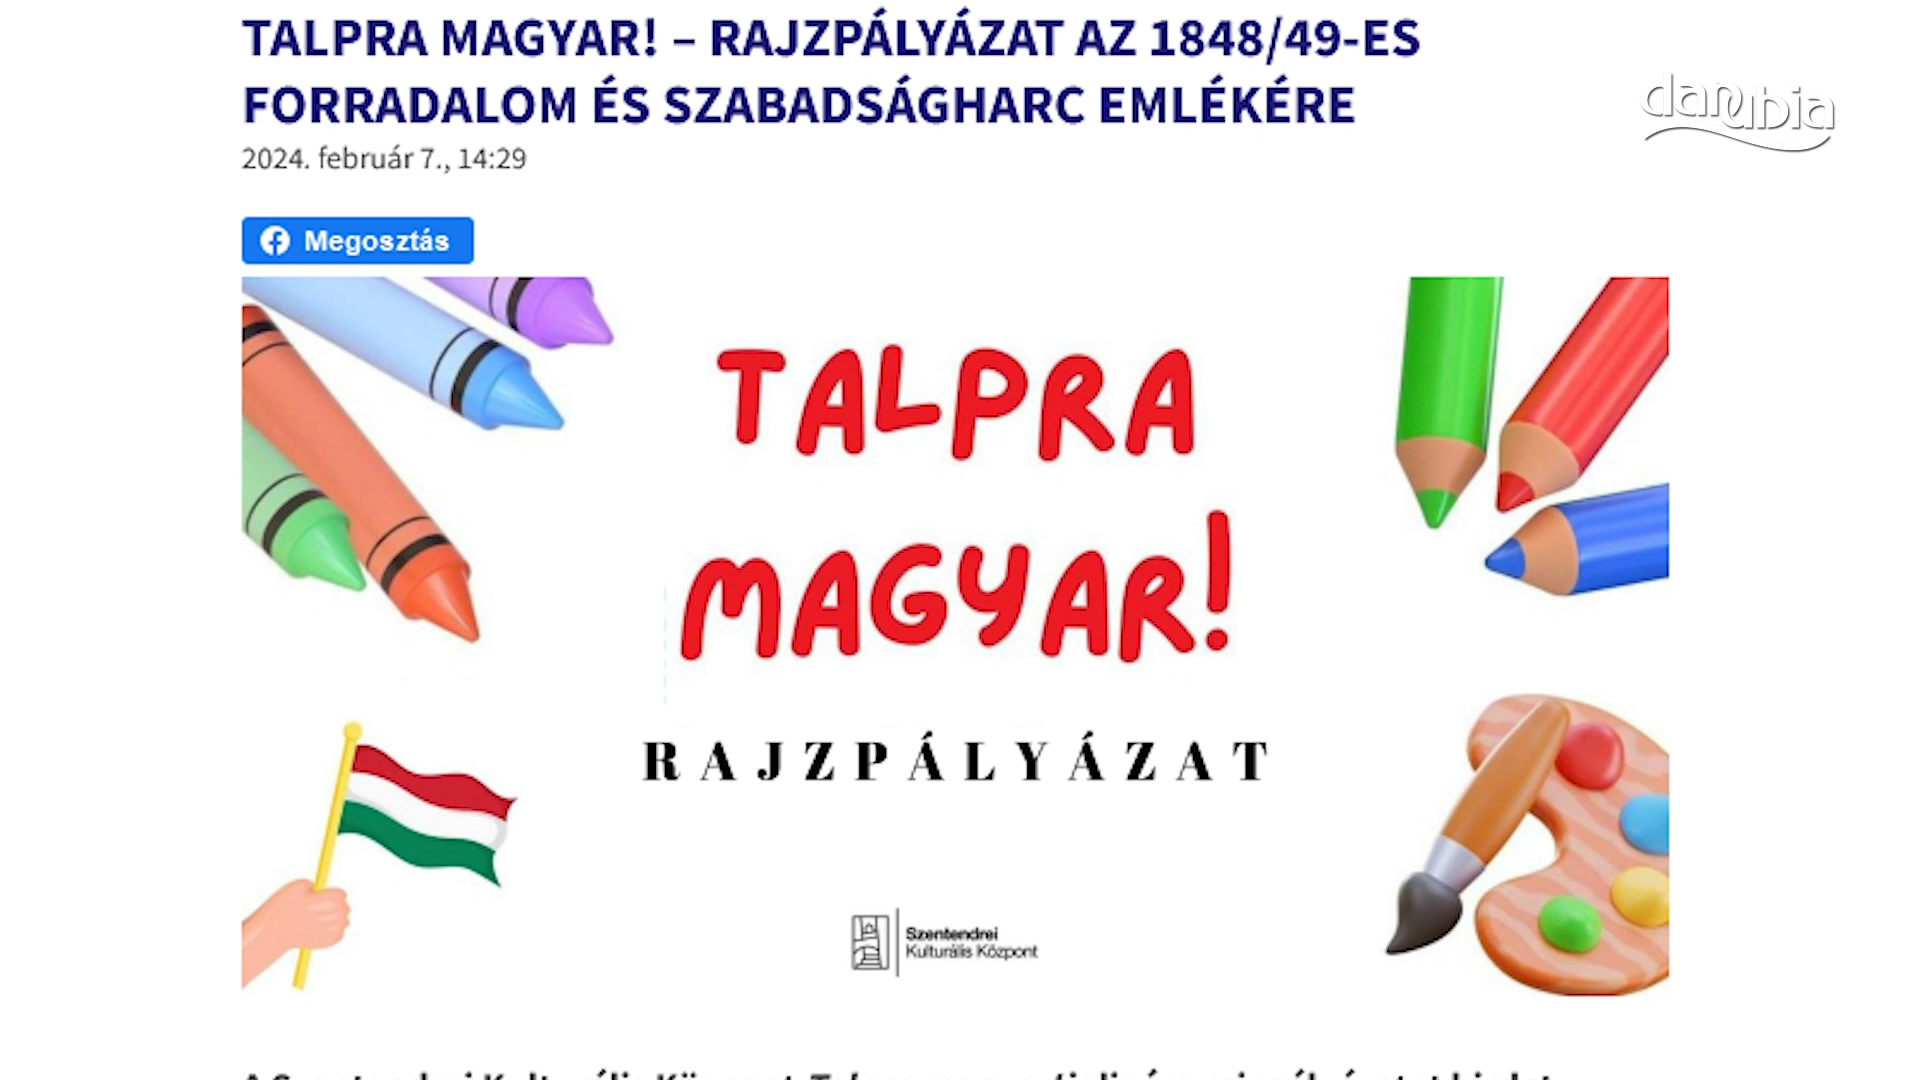 TALPRA MAGYAR! – RAJZPÁLYÁZAT AZ 1848/49-ES
FORRADALOM ÉS SZABADSÁGHARC EMLÉKÉRE
danubia
2024. február 7., 14:29
Megosztás
TALPRA
MAGYAR!
RAJZPÁLYÁZAT
Szentendrei
Kulturális Központ